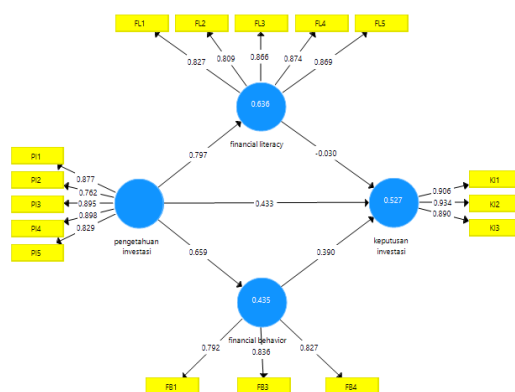 FL1 FL2 FL3 FL4 FL5
0.827 0.809 0.866 0.874 0.869
0.636
financial literacy
0.797 -0.030
PI1
PI2
PI3
PI4
PI5
0.877
0.762
0.895
0.898
0.829
pengetahuan
investasi
0.433
0.527
keputusan
investasi
0.906
0.934
0.890
KI1
KI2
KI3
0.659 0.390
0.435
financial behavior
0.792 0.836 0.827
FB1 FB3 FB4